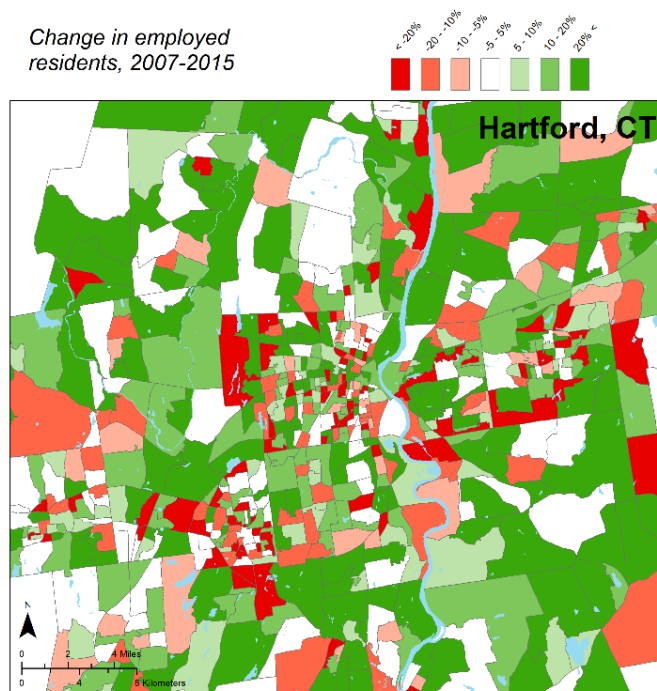 Change in employed
residents, 2007-2015
< -20%
-20 - -10%
-10 - -5%
-5 - 5%
5 - 10%
10 - 20%
20% <
Hartford, CT
N
0 2 4 Miles
0 4 8 Kilometers